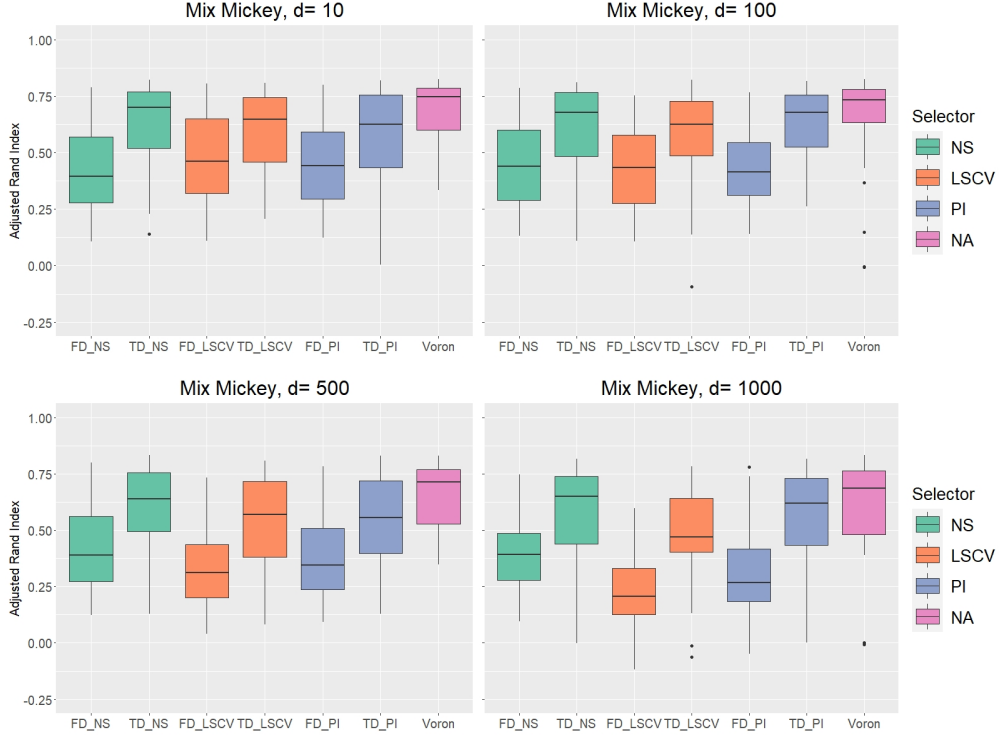 Mix Mickey, d= 10
Mix Mickey, d= 100
Adjusted Rand Index
1.00
0.75
0.50
0.25
0.00
-0.25
FD_NS TD_NS FD_LSCV TD_LSCV FD_PI TD_PI Voron
FD_NS TD_NS FD_LSCV TD_LSCV FD_PI TD_PI Voron
Selector
NS
LSCV
PI
NA
Mix Mickey, d= 500
Mix Mickey, d= 1000
Adjusted Rand Index
1.00
0.75
0.50
0.25
0.00
-0.25
FD_NS TD_NS FD_LSCV TD_LSCV FD_PI TD_PI Voron
FD_NS TD_NS FD_LSCV TD_LSCV FD_PI TD_PI Voron
Selector
NS
LSCV
PI
NA